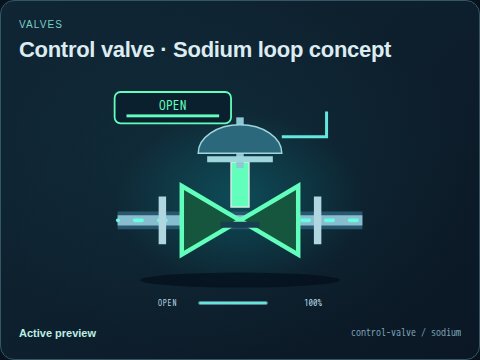 VALVES
Control valve · Sodium loop concept
OPEN
OPEN 100%
Active preview control-valve / sodium